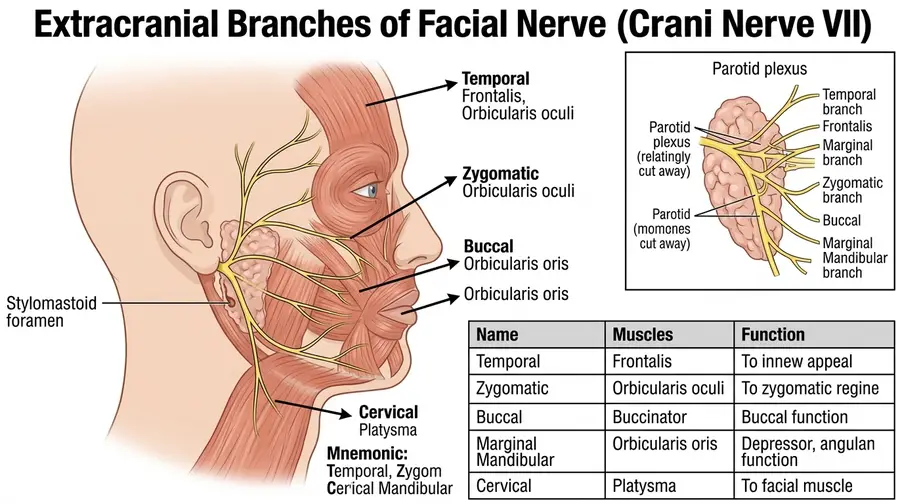 Extracranial Branches of Facial Nerve (Crani Nerve VII)
Temporal
Frontalis,
Orbicularis oculi
Zygomatic
Orbicularis oculi
Buccal
Orbicularis oris
Orbicularis oris
Stylomastoid
foramen
Cervical
Platysma
Mnemonic:
Temporal, Zygom
Cerical Mandibular
Parotid plexus
Parotid
plexus
(relatingly
cut away)
Parotid
(momones
cut away)
Temporal
branch
Frontalis
Marginal
branch
Zygomatic
branch
Buccal
Marginal
Mandibular
branch
Name Muscles Function
Temporal Frontalis To innew appeal
Zygomatic Orbicularis oculi To zygomatic regine
Buccal Buccinator Buccal function
Marginal
Mandibular Orbicularis oris Depressor, angulan
function
Cervical Platysma To facial muscle